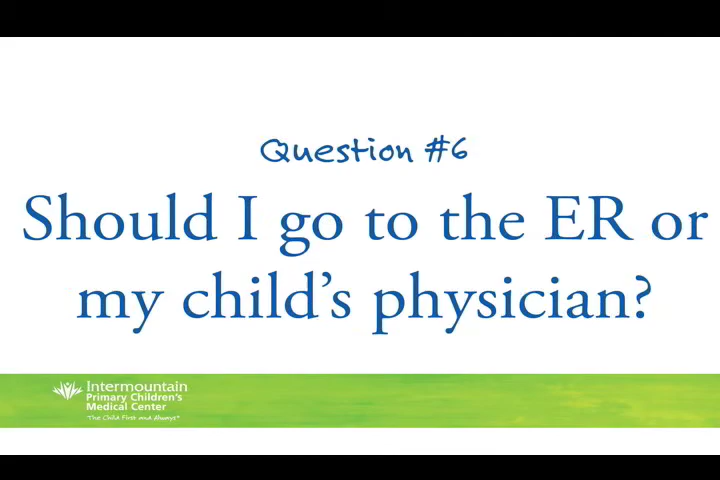 Question #6
Should I go to the ER or
my child's physician?
Intermountain
Primary Children's
Medical Center
"The Child First and Always"